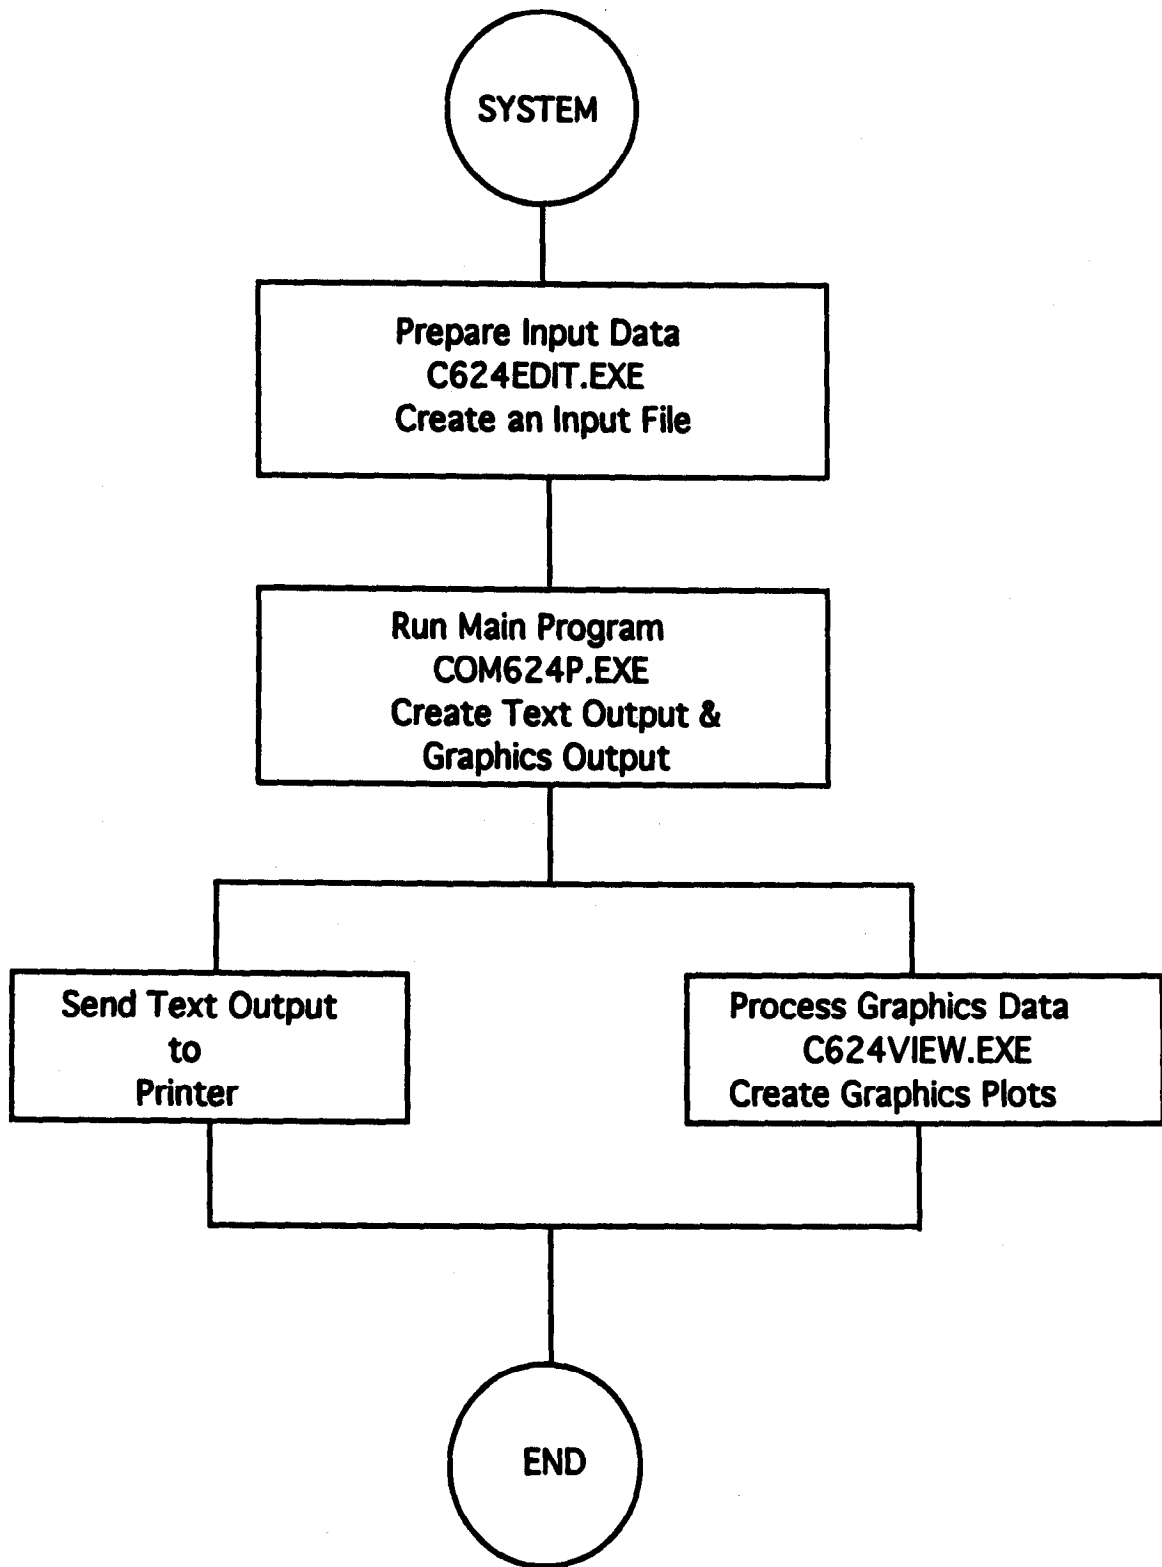 SYSTEM
Prepare Input Data
C624EDIT.EXE
Create an Input File
Run Main Program
COM624P.EXE
Create Text Output &
Graphics Output
Send Text Output
to
Printer
Process Graphics Data
C624VIEW.EXE
Create Graphics Plots
END